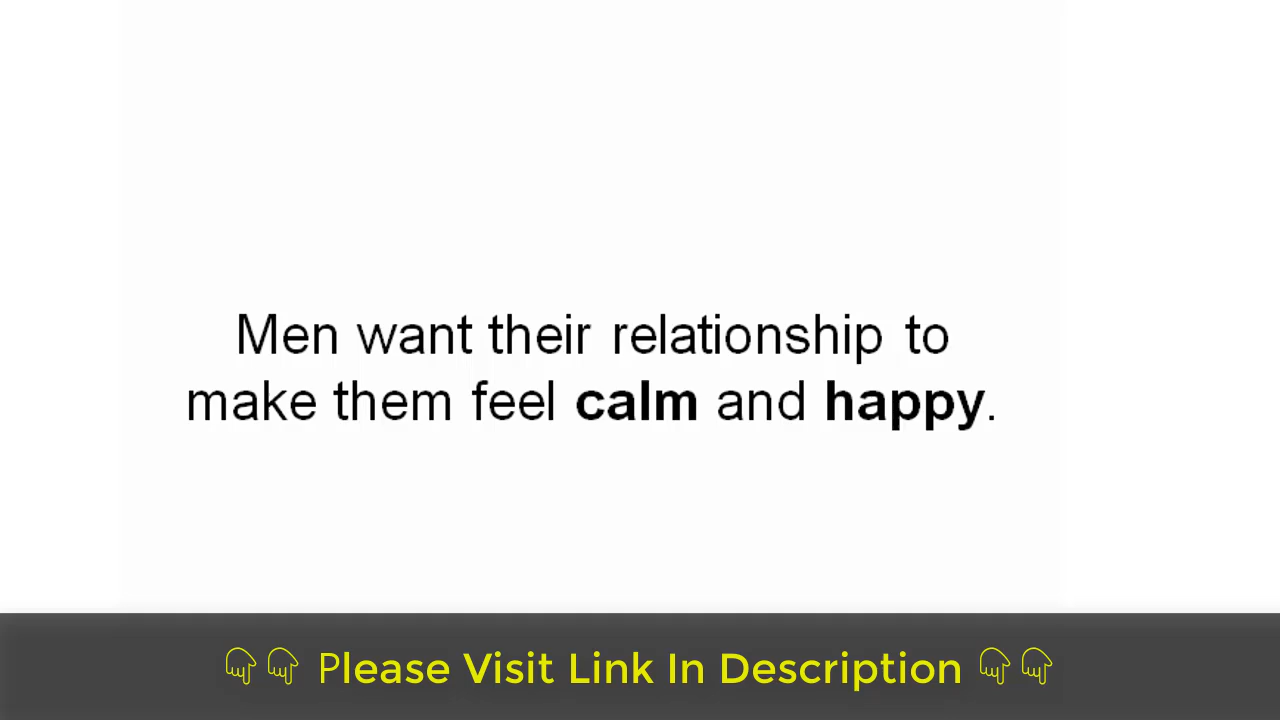 Men want their relationship to
make them feel calm and happy.
Please Visit Link In Description